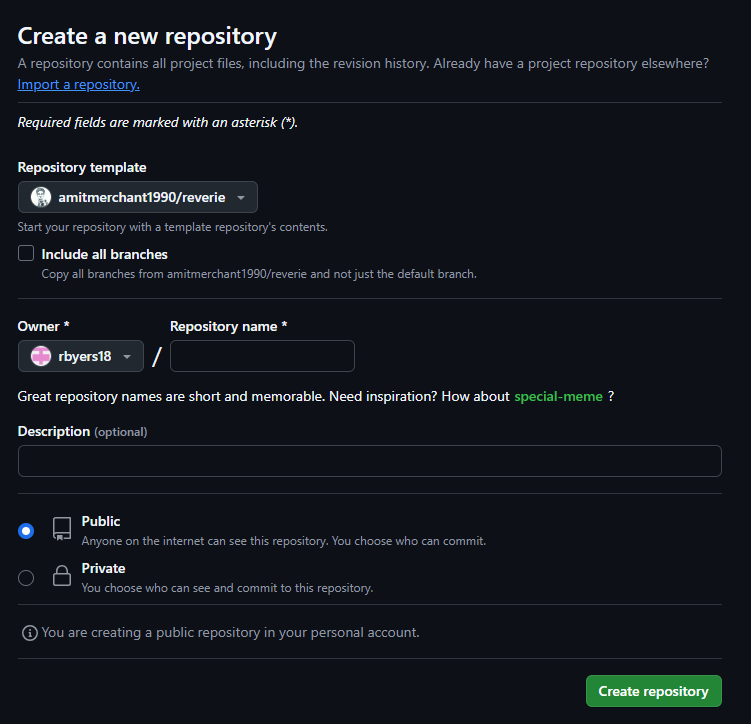 Create a new repository
A repository contains all project files, including the revision history. Already have a project repository elsewhere?
Import a repository.
Required fields are marked with an asterisk (*).
Repository template
amitmerchant1990/reverie
Start your repository with a template repository's contents.
Include all branches
Copy all branches from amitmerchant1990/reverie and not just the default branch.
Owner * Repository name *
rbyers18 /
Great repository names are short and memorable. Need inspiration? How about special-meme ?
Description (optional)
Public
Anyone on the internet can see this repository. You choose who can commit.
Private
You choose who can see and commit to this repository.
You are creating a public repository in your personal account.
Create repository